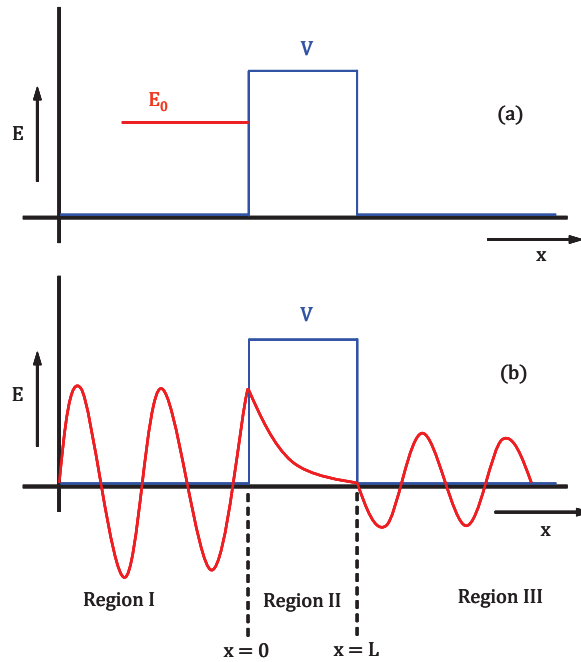 V
E₀
(a)
E
x
V
(b)
E
x
Region I
Region II
Region III
x = 0
x = L